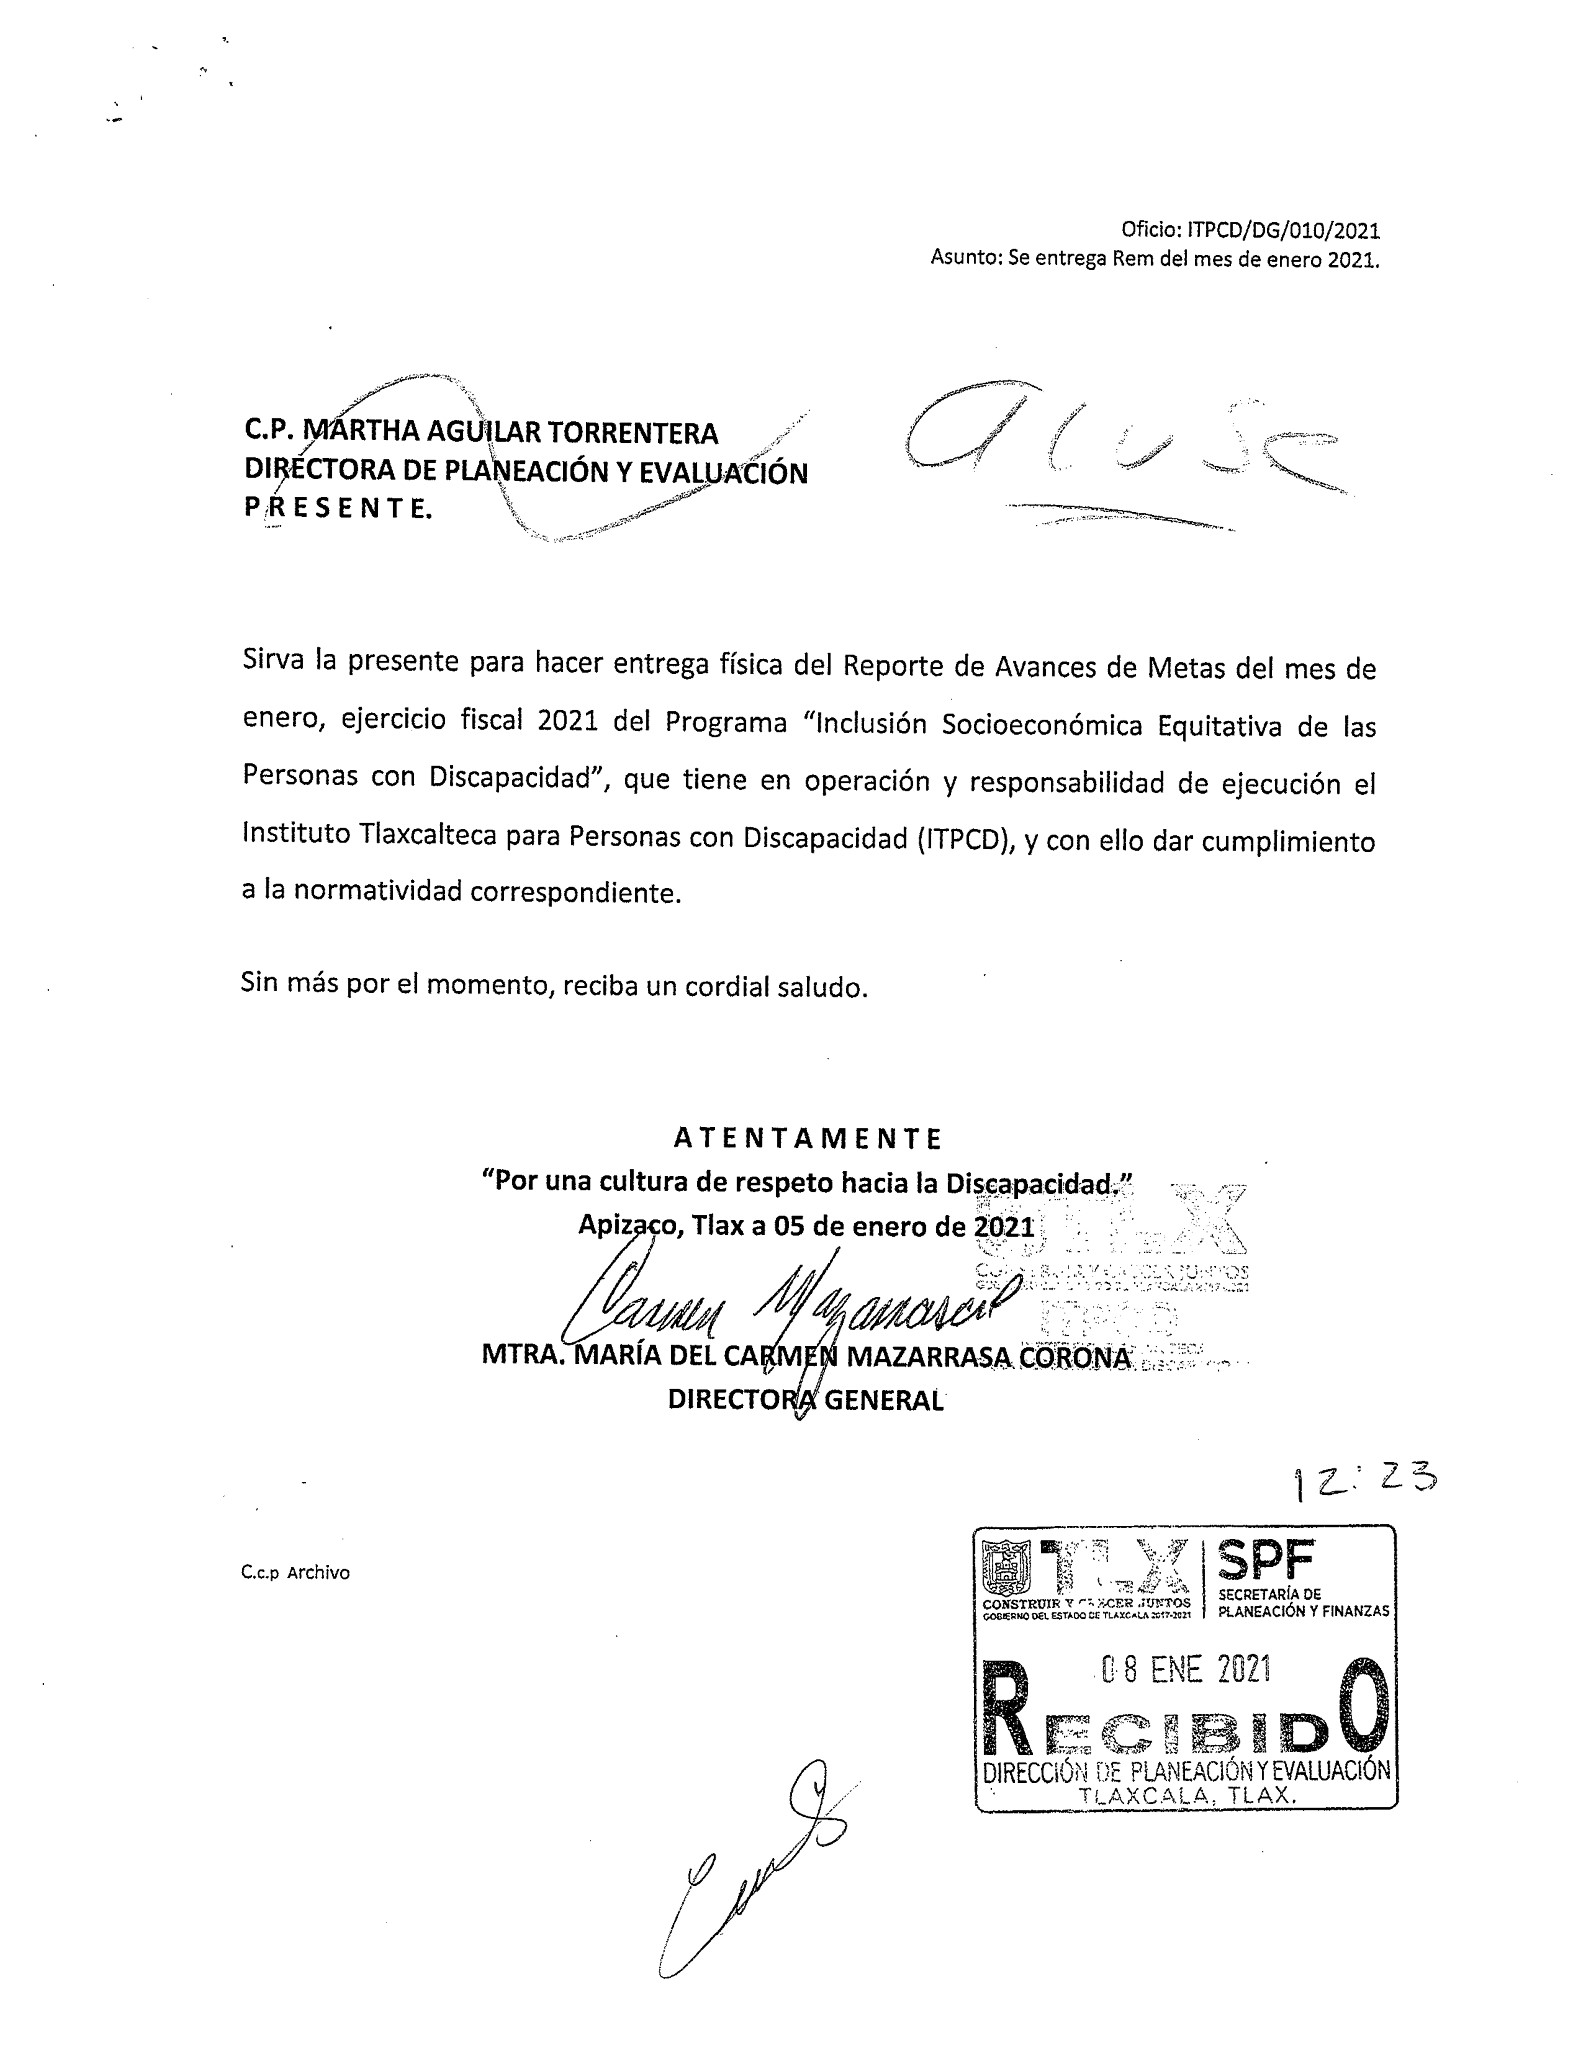 Oficio: ITPCD/DG/010/2021
Asunto: Se entrega Rem del mes de enero 2021.
C.P. MARTHA AGUILAR TORRENTERA
DIRECTORA DE PLANEACIÓN Y EVALUACIÓN
P R E S E N T E.
Sirva la presente para hacer entrega física del Reporte de Avances de Metas del mes de
enero, ejercicio fiscal 2021 del Programa “Inclusión Socioeconómica Equitativa de las
Personas con Discapacidad”, que tiene en operación y responsabilidad de ejecución el
Instituto Tlaxcalteca para Personas con Discapacidad (ITPCD), y con ello dar cumplimiento
a la normatividad correspondiente.
Sin más por el momento, reciba un cordial saludo.
A T E N T A M E N T E
“Por una cultura de respeto hacia la Discapacidad.”
Apizaco, Tlax a 05 de enero de 2021
TLX
ITPCD
MTRA. MARÍA DEL CARMEN MAZARRASA CORONA
DIRECTORA GENERAL
12:23
C.c.p Archivo
TLX
CONSTRUIR Y CRECER JUNTOS
GOBIERNO DEL ESTADO DE TLAXCALA 2017-2021
SPF
SECRETARÍA DE
PLANEACIÓN Y FINANZAS
08 ENE 2021
RECIBIDO
DIRECCIÓN DE PLANEACIÓN Y EVALUACIÓN
TLAXCALA, TLAX.